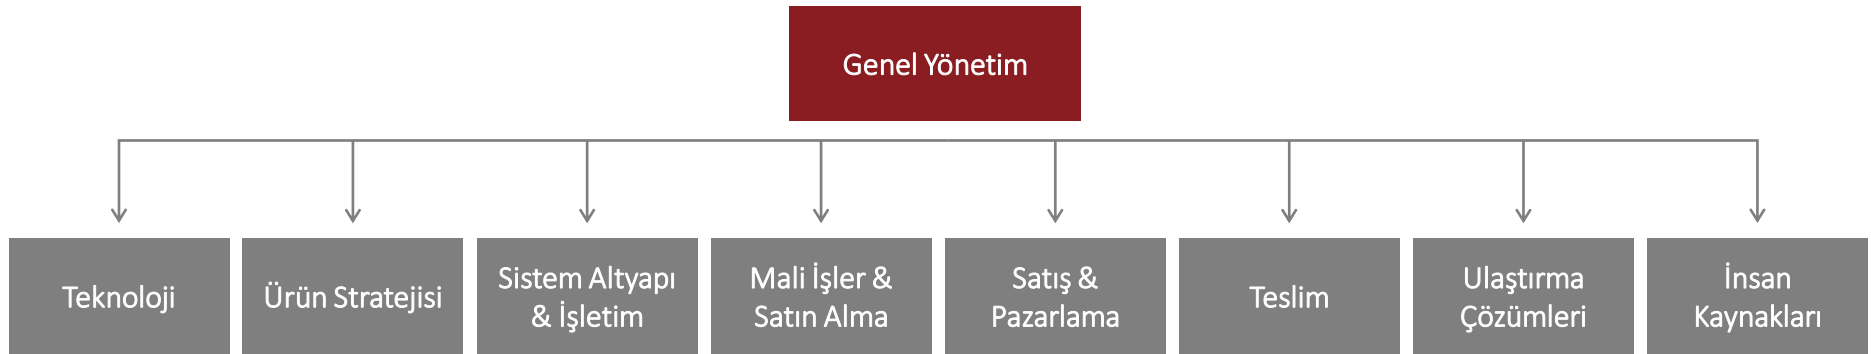 Genel Yönetim
Teknoloji
Ürün Stratejisi
Sistem Altyapı
& İşletim
Mali İşler &
Satın Alma
Satış &
Pazarlama
Teslim
Ulaştırma
Çözümleri
İnsan
Kaynakları